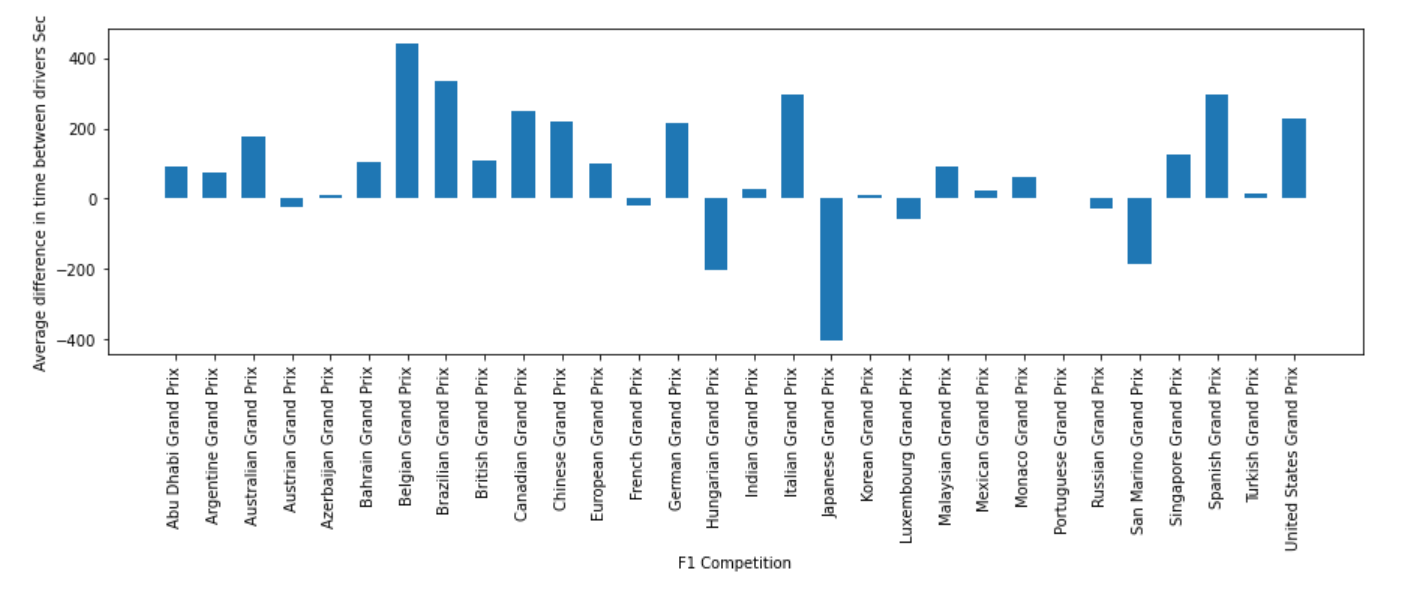 Average difference in time between drivers Sec
400
200
0
−200
−400
Abu Dhabi Grand Prix
Argentine Grand Prix
Australian Grand Prix
Austrian Grand Prix
Azerbaijan Grand Prix
Bahrain Grand Prix
Belgian Grand Prix
Brazilian Grand Prix
British Grand Prix
Canadian Grand Prix
Chinese Grand Prix
European Grand Prix
French Grand Prix
German Grand Prix
Hungarian Grand Prix
Indian Grand Prix
Italian Grand Prix
Japanese Grand Prix
Korean Grand Prix
Luxembourg Grand Prix
Malaysian Grand Prix
Mexican Grand Prix
Monaco Grand Prix
Portuguese Grand Prix
Russian Grand Prix
San Marino Grand Prix
Singapore Grand Prix
Spanish Grand Prix
Turkish Grand Prix
United States Grand Prix
F1 Competition